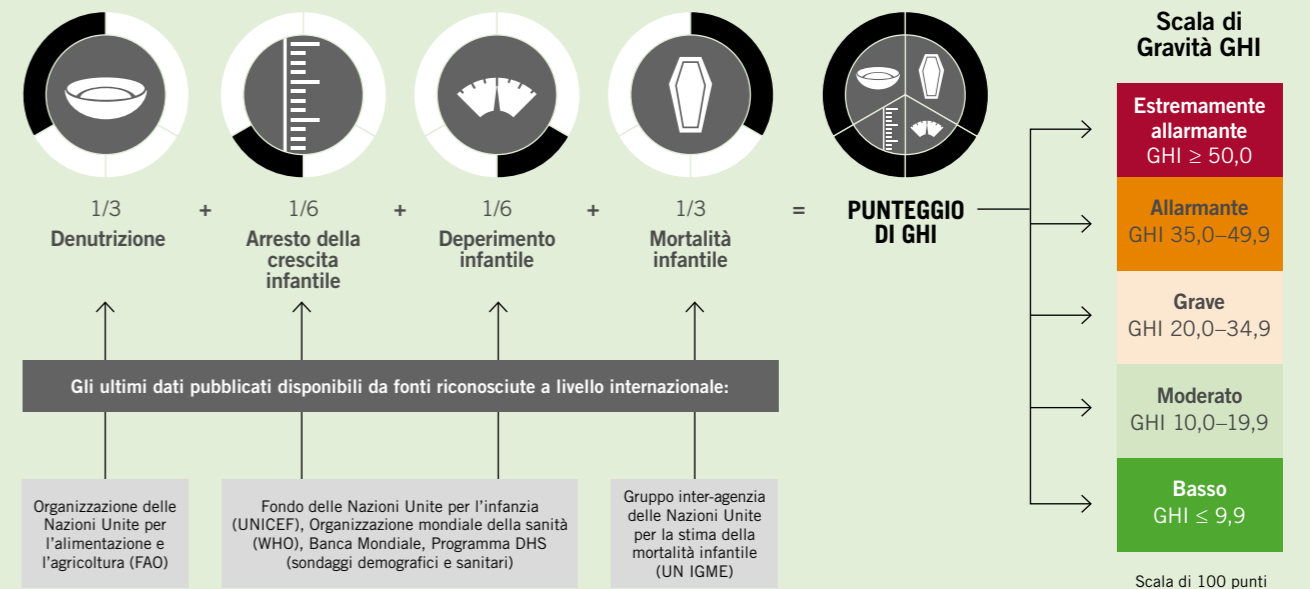 1/3
Denutrizione
+
1/6
Arresto della
crescita
infantile
+
1/6
Deperimento
infantile
+
1/3
Mortalità
infantile
=
PUNTEGGIO
DI GHI
Gli ultimi dati pubblicati disponibili da fonti riconosciute a livello internazionale:
Organizzazione delle
Nazioni Unite per
l’alimentazione e
l’agricoltura (FAO)
Fondo delle Nazioni Unite per l’infanzia
(UNICEF), Organizzazione mondiale della sanità
(WHO), Banca Mondiale, Programma DHS
(sondaggi demografici e sanitari)
Gruppo inter-agenzia
delle Nazioni Unite
per la stima della
mortalità infantile
(UN IGME)
Scala di
Gravità GHI
Estremamente
allarmante
GHI ≥ 50,0
Allarmante
GHI 35,0–49,9
Grave
GHI 20,0–34,9
Moderato
GHI 10,0–19,9
Basso
GHI ≤ 9,9
Scala di 100 punti